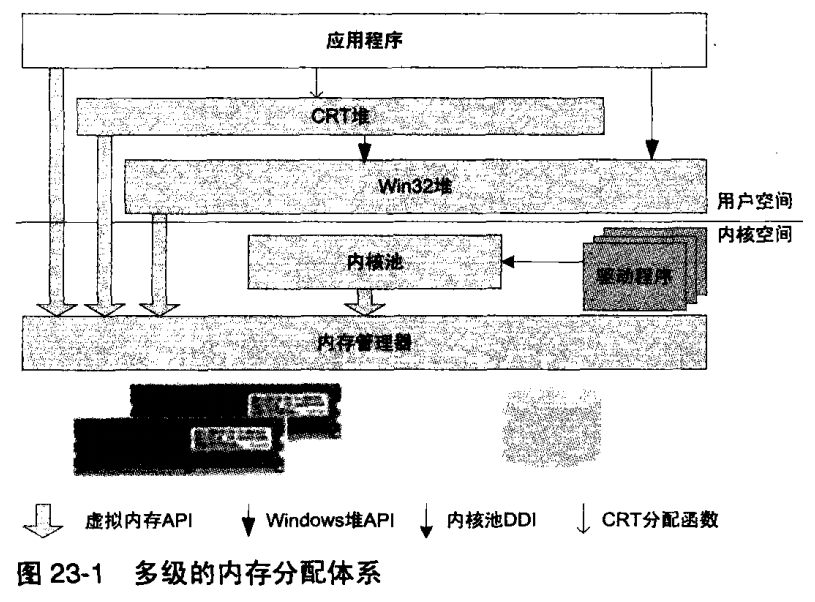 应用程序
CRT堆
Win32堆
用户空间
内核空间
内核池
驱动程序
内存管理器
虚拟内存API
Windows堆API
内核池DDI
CRT分配函数
图 23-1 多级的内存分配体系